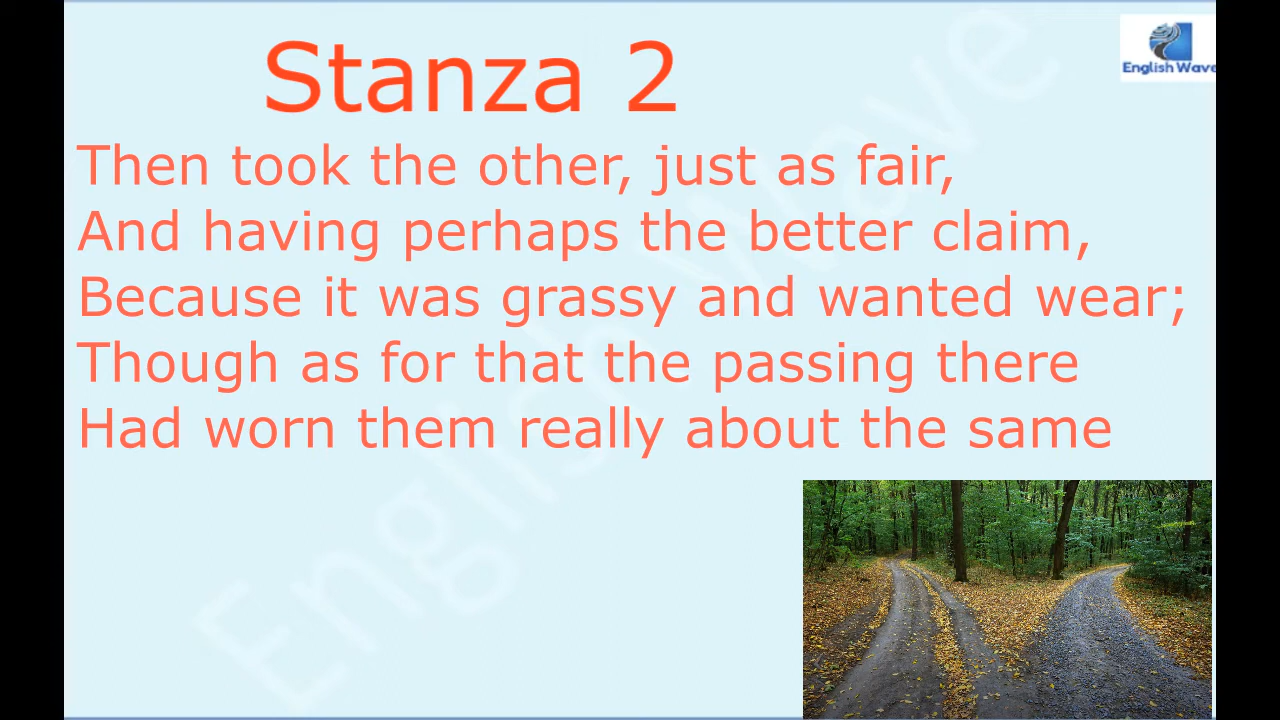 Stanza 2
English Wave
Then took the other, just as fair,
And having perhaps the better claim,
Because it was grassy and wanted wear;
Though as for that the passing there
Had worn them really about the same
English Wave